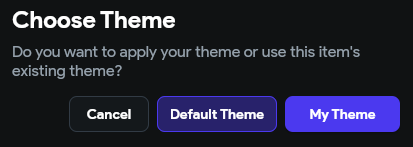 Choose Theme
Do you want to apply your theme or use this item's
existing theme?
Cancel
Default Theme
My Theme